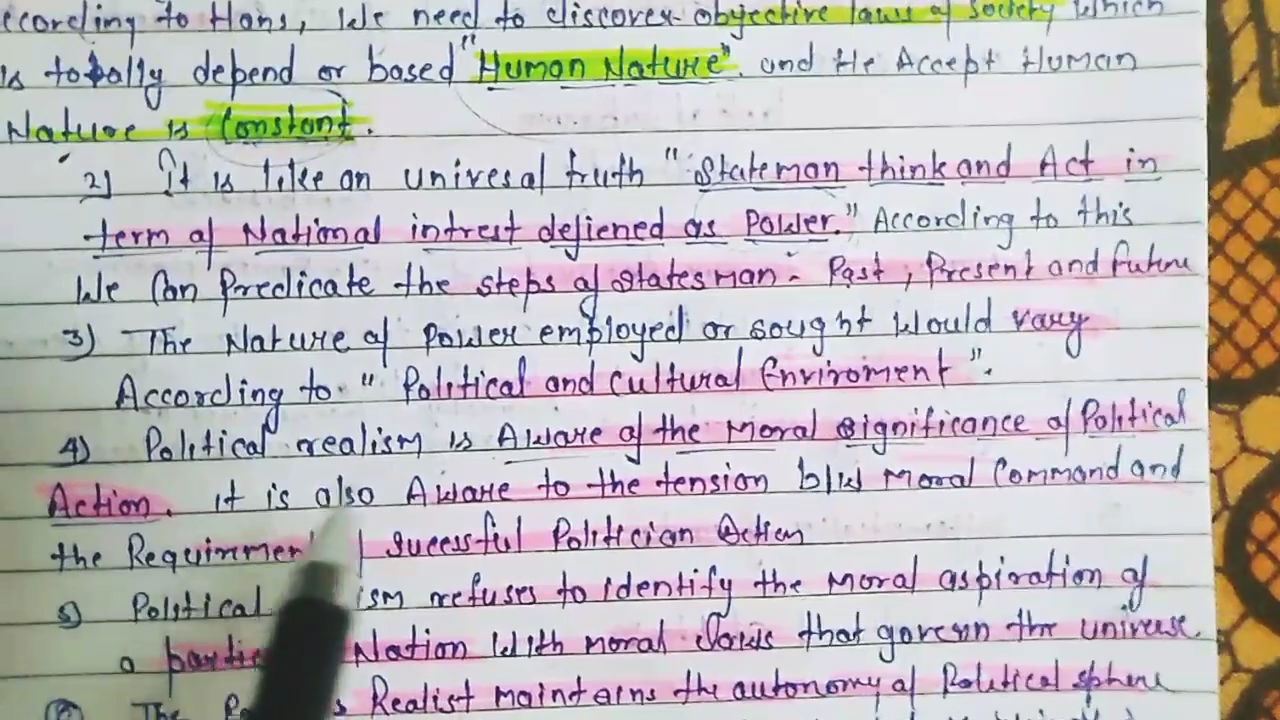 ccording to Hans, We need to discover objective laws of society which
is totally depend or based "Human Nature". and He Accept Human
Nature is Constant.
2) It is like an univesal truth "Stateman think and Act in
term of National intrest defiened as Power." According to this
We Can Predicate the steps of statesman - Past, Present and future
3) The Nature of Power employed or sought Would vary
According to "Political and cultural Enviroment".
4) Political realism is Aware of the Moral significance of Political
Action. it is also Aware to the tension b/w Moral Command and
the Requirmen sucessful Politician Action
5) Political ism refuses to identify the Moral aspiration of
a partic Nation With moral laws that govern the universe.
The Realist maintains the autonomy of Political sphere